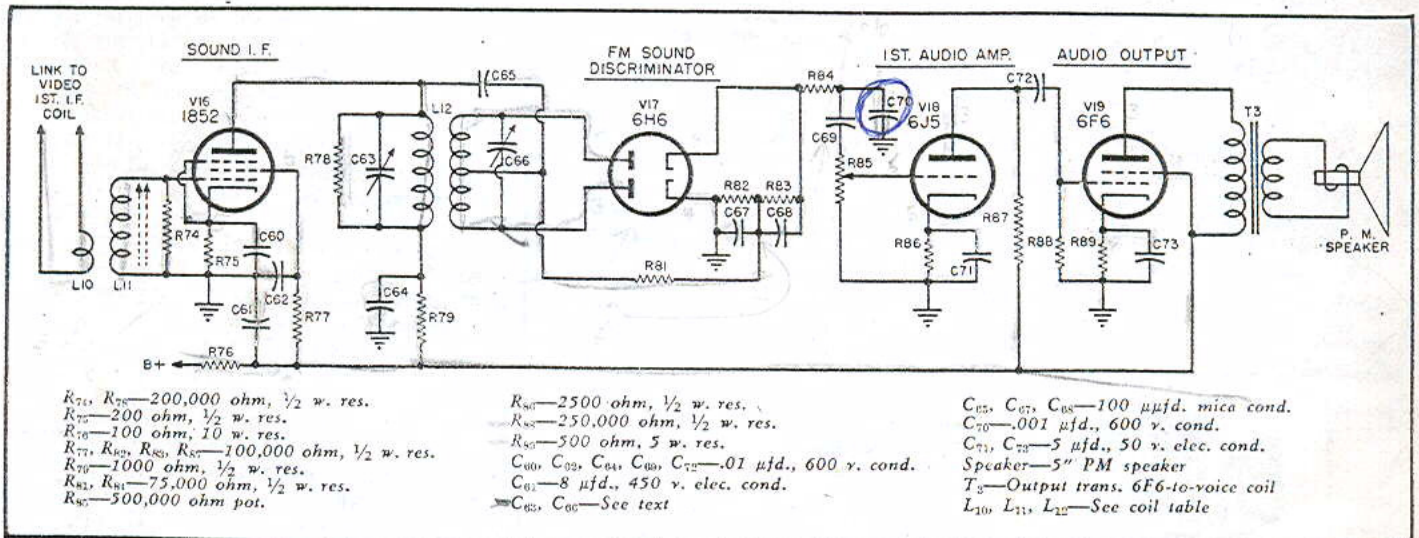 SOUND I. F.
LINK TO
VIDEO
1ST. I.F.
COIL
V16
1852
L10
L11
R74
R75
C60
C61
C62
R76
B+
R77
R78
C63
C64
R79
L12
C65
C66
FM SOUND
DISCRIMINATOR
V17
6H6
R81
R82
R83
C67
C68
R84
C69
C70
R85
1ST. AUDIO AMP.
V18
6J5
R86
C71
R87
C72
AUDIO OUTPUT
V19
6F6
R88
R89
C73
T3
P. M.
SPEAKER
R74, R78—200,000 ohm, 1/2 w. res.
R75—200 ohm, 1/2 w. res.
R76—100 ohm, 10 w. res.
R77, R82, R83, R87—100,000 ohm, 1/2 w. res.
R79—1000 ohm, 1/2 w. res.
R81, R84—75,000 ohm, 1/2 w. res.
R85—500,000 ohm pot.
R86—2500 ohm, 1/2 w. res.
R88—250,000 ohm, 1/2 w. res.
R89—500 ohm, 5 w. res.
C60, C62, C64, C69, C72—.01 µfd., 600 v. cond.
C61—8 µfd., 450 v. elec. cond.
C63, C66—See text
C65, C67, C68—100 µµfd. mica cond.
C70—.001 µfd., 600 v. cond.
C71, C73—5 µfd., 50 v. elec. cond.
Speaker—5" PM speaker
T3—Output trans. 6F6-to-voice coil
L10, L11, L12—See coil table